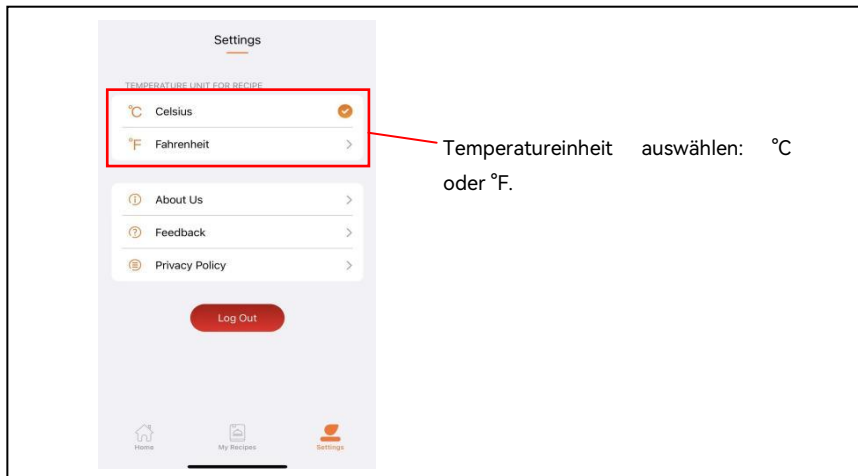 Settings
TEMPERATURE UNIT FOR RECIPE
°C Celsius
°F Fahrenheit
Temperatureinheit auswählen: °C
oder °F.
About Us
Feedback
Privacy Policy
Log Out
Home My Recipes Settings